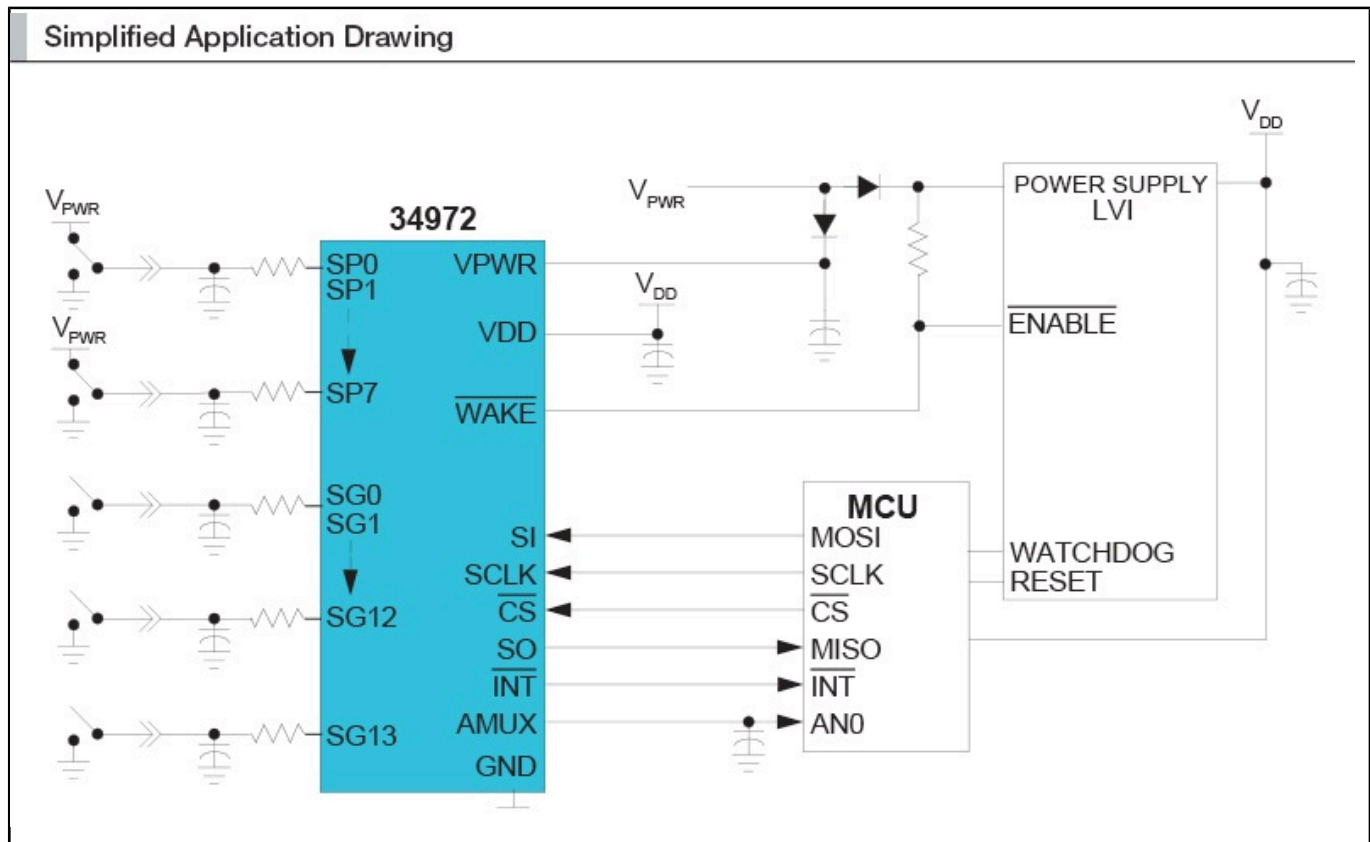 Simplified Application Drawing
V_DD
V_PWR
POWER SUPPLY
LVI
V_PWR
34972
SP0
SP1
VPWR
V_DD
V_PWR
VDD
ENABLE
SP7
WAKE
SG0
SG1
MCU
SI
MOSI
WATCHDOG
SCLK
SCLK
RESET
CS
CS
SG12
SO
MISO
INT
INT
SG13
AMUX
AN0
GND